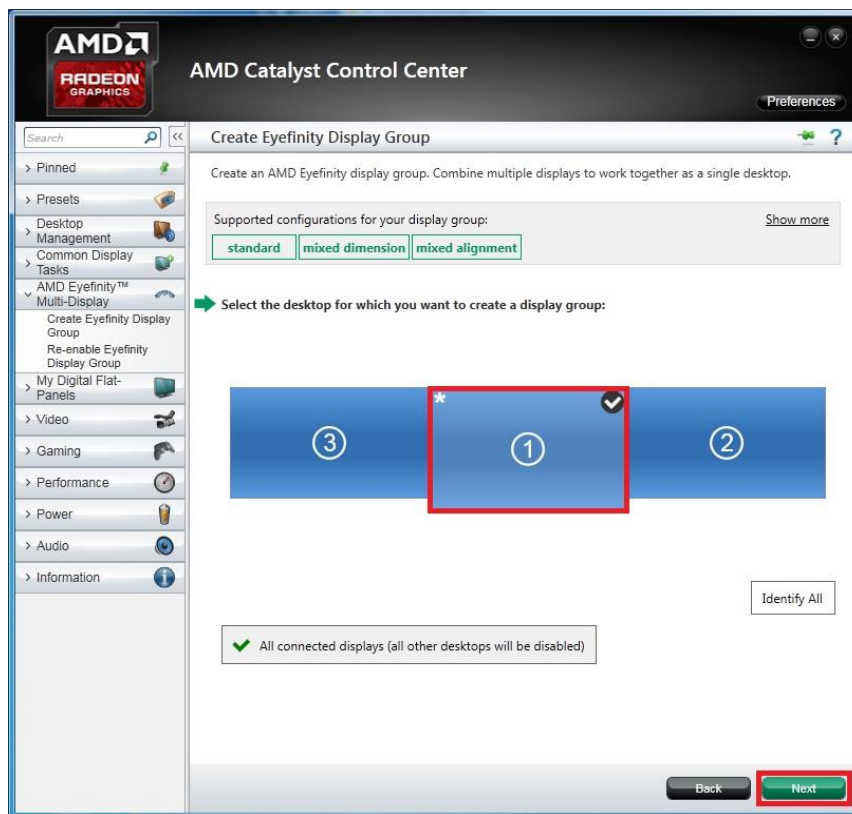 AMD
RADEON
GRAPHICS
AMD Catalyst Control Center
Preferences
Search
<<
Create Eyefinity Display Group
?
> Pinned
> Presets
> Desktop
Management
> Common Display
Tasks
AMD Eyefinity™
Multi-Display
Create Eyefinity Display
Group
Re-enable Eyefinity
Display Group
> My Digital Flat-
Panels
> Video
> Gaming
> Performance
> Power
> Audio
> Information
Create an AMD Eyefinity display group. Combine multiple displays to work together as a single desktop.
Supported configurations for your display group:
Show more
standard
mixed dimension
mixed alignment
Select the desktop for which you want to create a display group:
3
* 1
2
Identify All
All connected displays (all other desktops will be disabled)
Back
Next